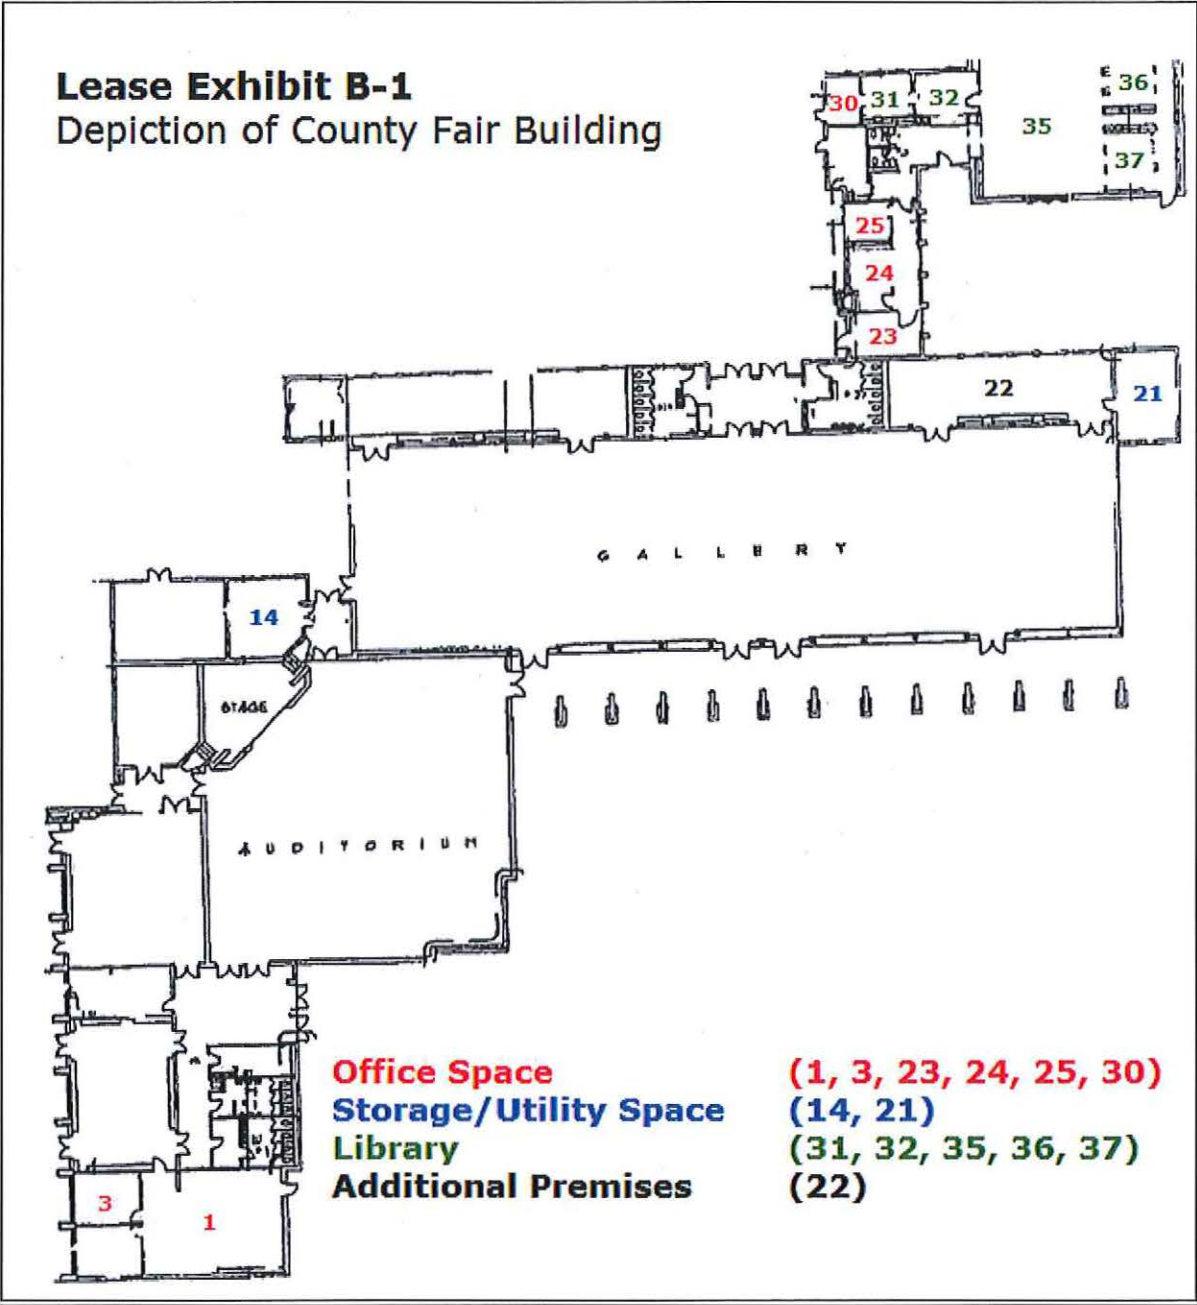 Lease Exhibit B-1
Depiction of County Fair Building
30 31 32 35 36
37
25
24
23
22 21
GALLERY
14
STAGE
AUDITORIUM
Office Space (1, 3, 23, 24, 25, 30)
Storage/Utility Space (14, 21)
Library (31, 32, 35, 36, 37)
Additional Premises (22)
3
1